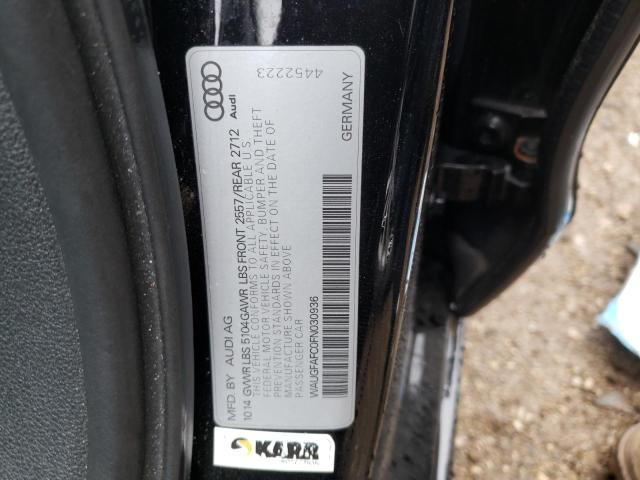 4452223
Audi
MFD. BY AUDI AG
10 14 GVWR LBS 5104 GAWR LBS FRONT 2557/REAR 2712
THIS VEHICLE CONFORMS TO ALL APPLICABLE U S
FEDERAL MOTOR VEHICLE SAFETY, BUMPER AND THEFT
PREVENTION STANDARDS IN EFFECT ON THE DATE OF
MANUFACTURE SHOWN ABOVE
PASSENGER CAR
WAUGFAFC0FN030936
GERMANY
KARR